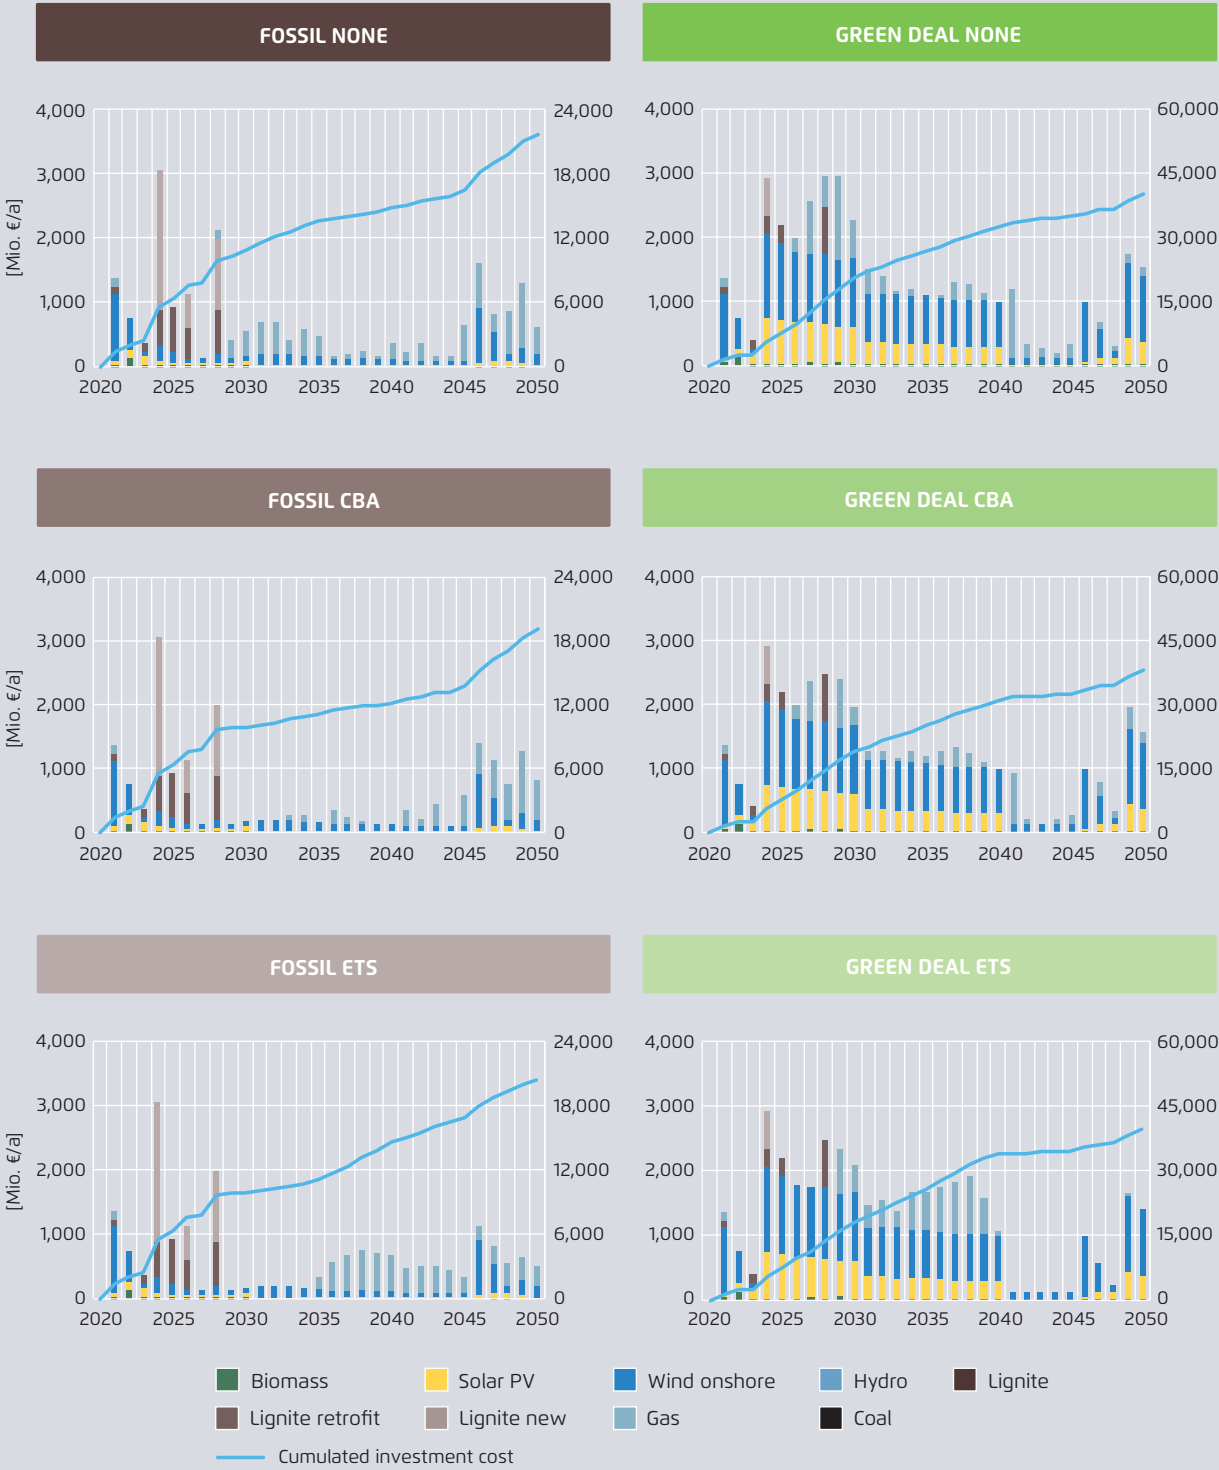 FOSSIL NONE
GREEN DEAL NONE
[Mio. €/a]
4,000 24,000 4,000 60,000
3,000 18,000 3,000 45,000
2,000 12,000 2,000 30,000
1,000 6,000 1,000 15,000
0 0 0 0
2020 2025 2030 2035 2040 2045 2050 2020 2025 2030 2035 2040 2045 2050
FOSSIL CBA
GREEN DEAL CBA
[Mio. €/a]
4,000 24,000 4,000 60,000
3,000 18,000 3,000 45,000
2,000 12,000 2,000 30,000
1,000 6,000 1,000 15,000
0 0 0 0
2020 2025 2030 2035 2040 2045 2050 2020 2025 2030 2035 2040 2045 2050
FOSSIL ETS
GREEN DEAL ETS
[Mio. €/a]
4,000 24,000 4,000 60,000
3,000 18,000 3,000 45,000
2,000 12,000 2,000 30,000
1,000 6,000 1,000 15,000
0 0 0 0
2020 2025 2030 2035 2040 2045 2050 2020 2025 2030 2035 2040 2045 2050
Biomass Solar PV Wind onshore Hydro Lignite
Lignite retrofit Lignite new Gas Coal
Cumulated investment cost